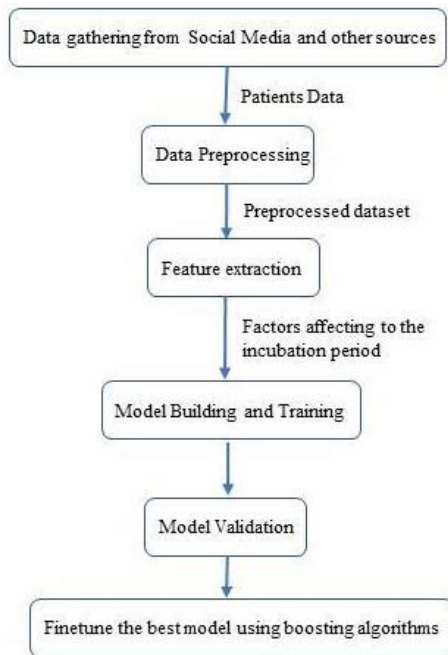 Data gathering from Social Media and other sources
Patients Data
Data Preprocessing
Preprocessed dataset
Feature extraction
Factors affecting to the
incubation period
Model Building and Training
Model Validation
Finetune the best model using boosting algorithms